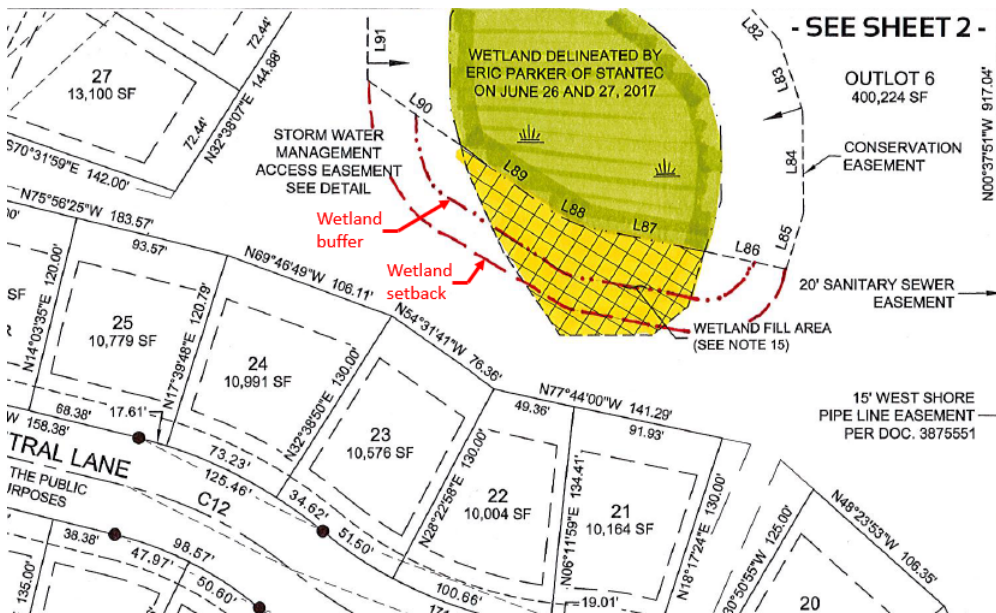 - SEE SHEET 2 -
72.44'
N32°38'07"E 144.88'
72.44'
27
13,100 SF
S70°31'59"E 142.00'
L91
L90
WETLAND DELINEATED BY
ERIC PARKER OF STANTEC
ON JUNE 26 AND 27, 2017
L82
L83
L84
L85
L86
L87
L88
L89
OUTLOT 6
400,224 SF
N00°37'51"W 917.04'
CONSERVATION
EASEMENT
STORM WATER
MANAGEMENT
ACCESS EASEMENT
SEE DETAIL
Wetland
buffer
Wetland
setback
20' SANITARY SEWER
EASEMENT
WETLAND FILL AREA
(SEE NOTE 15)
15' WEST SHORE
PIPE LINE EASEMENT
PER DOC. 3875551
00'
N75°56'25"W 183.57'
93.57'
N69°46'49"W 106.11'
N54°31'41"W 76.36'
N77°44'00"W 141.29'
49.36'
91.93'
N48°23'53"W 106.35'
SF
R
N14°03'35"E 120.00'
25
10,779 SF
N17°39'48"E 120.79'
24
10,991 SF
N32°38'50"E 130.00'
23
10,576 SF
N28°22'58"E 130.00'
22
10,004 SF
N06°11'59"E 134.41'
21
10,164 SF
N18°17'24"E 130.00'
30°50'55"W 125.00'
20
68.38'
17.61'
W 158.38'
TRAL LANE
73.23'
125.46'
C12
34.62'
51.50'
100.66'
19.01'
THE PUBLIC
URPOSES
38.38'
98.57'
47.97'
50.60'
135.00'